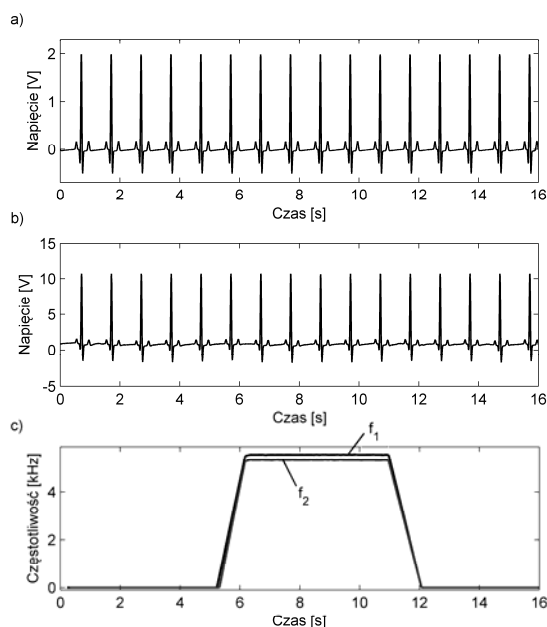 a)
Napięcie [V]
2
1
0
0 2 4 6 8 10 12 14 16
Czas [s]
b)
Napięcie [V]
15
10
5
0
-5
0 2 4 6 8 10 12 14 16
Czas [s]
c)
Częstotliwość [kHz]
4
2
0
f1
f2
0 2 4 6 8 10 12 14 16
Czas [s]